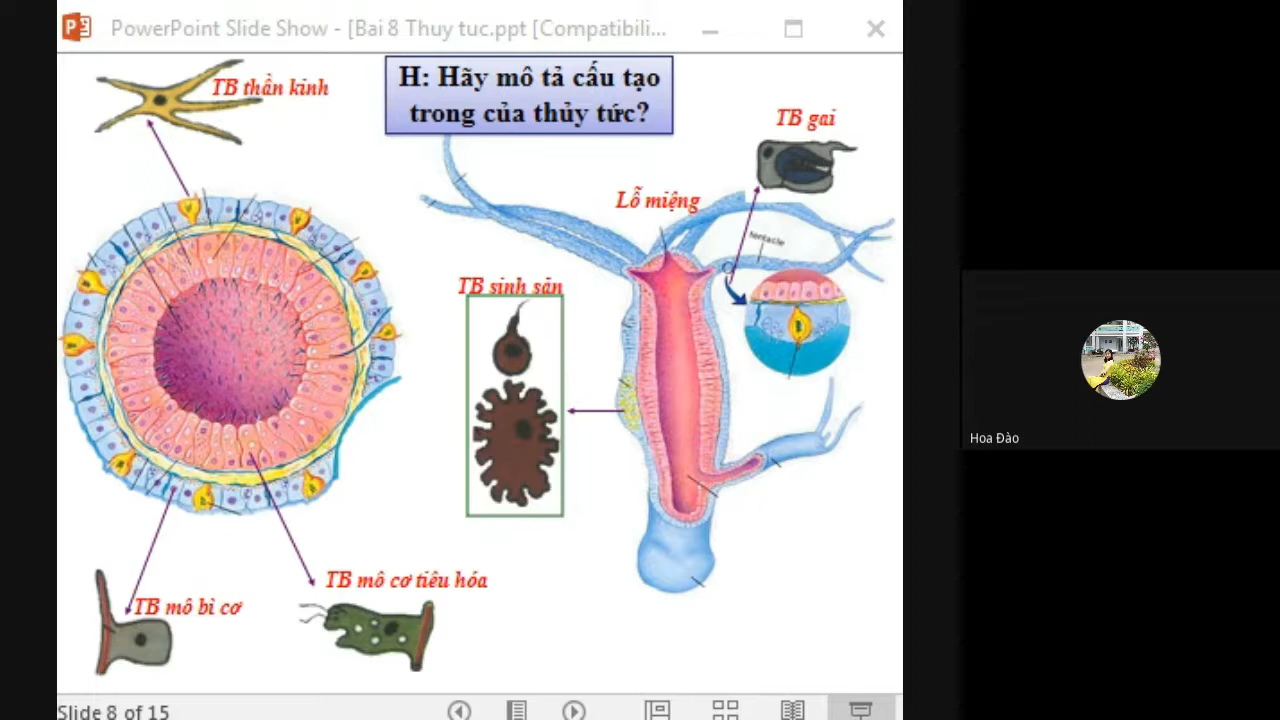 PowerPoint Slide Show - [Bai 8 Thuy tuc.ppt [Compatibili...
TB thần kinh
H: Hãy mô tả cấu tạo
trong của thủy tức?
TB gai
Lỗ miệng
tentacle
TB sinh sản
TB mô cơ tiêu hóa
TB mô bì cơ
Hoa Đào
Slide 8 of 15